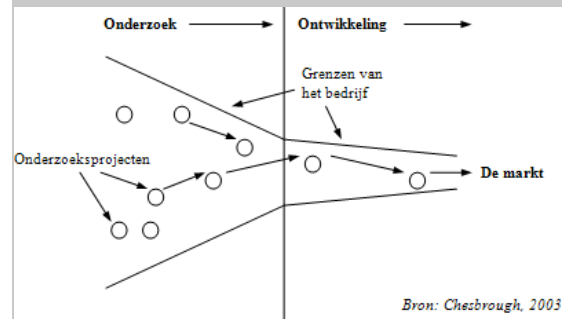 Onderzoek
Ontwikkeling
Grenzen van
het bedrijf
Onderzoeksprojecten
De markt
Bron: Chesbrough, 2003